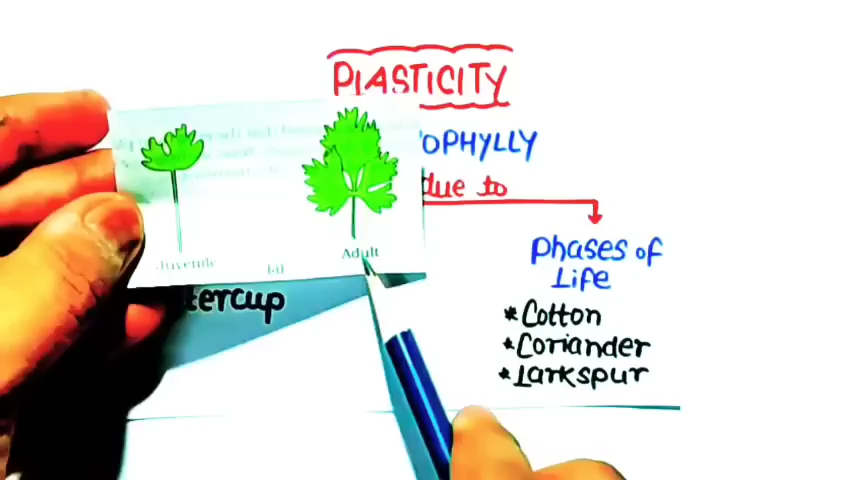 PLASTICITY
OPHYLLY
due to
Juvenile
(a)
Adult
Phases of
Life
tercup
*Cotton
*Coriander
*Larkspur